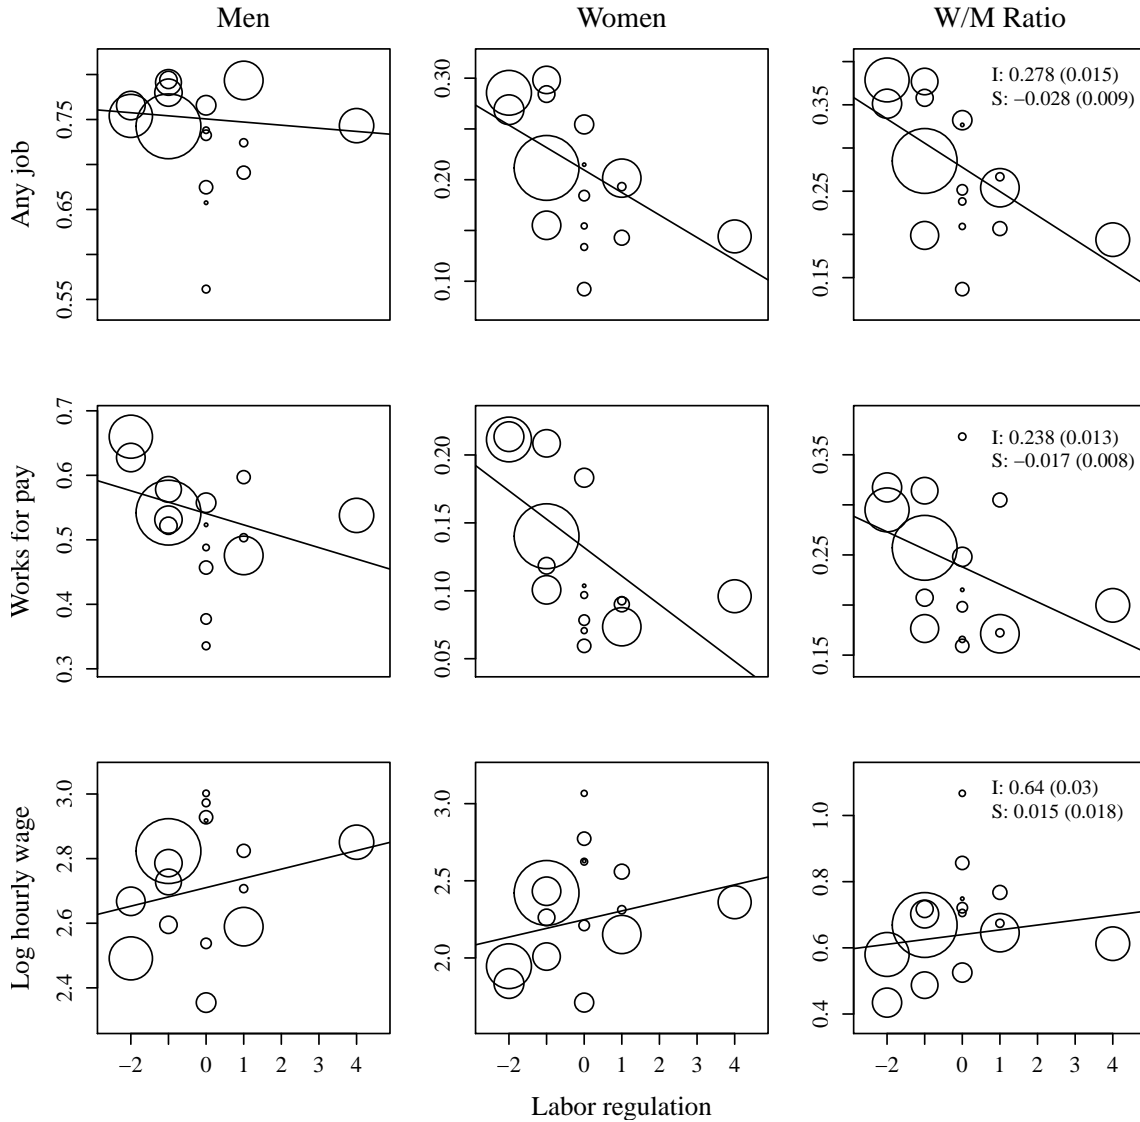 Men
Women
W/M Ratio
Any job
0.55
0.65
0.75
0.10
0.20
0.30
0.15
0.25
0.35
I: 0.278 (0.015)
S: −0.028 (0.009)
Works for pay
0.3
0.4
0.5
0.6
0.7
0.05
0.10
0.15
0.20
0.15
0.25
0.35
I: 0.238 (0.013)
S: −0.017 (0.008)
Log hourly wage
2.4
2.6
2.8
3.0
2.0
2.5
3.0
0.4
0.6
0.8
1.0
I: 0.64 (0.03)
S: 0.015 (0.018)
−2 0 1 2 3 4
−2 0 1 2 3 4
−2 0 1 2 3 4
Labor regulation